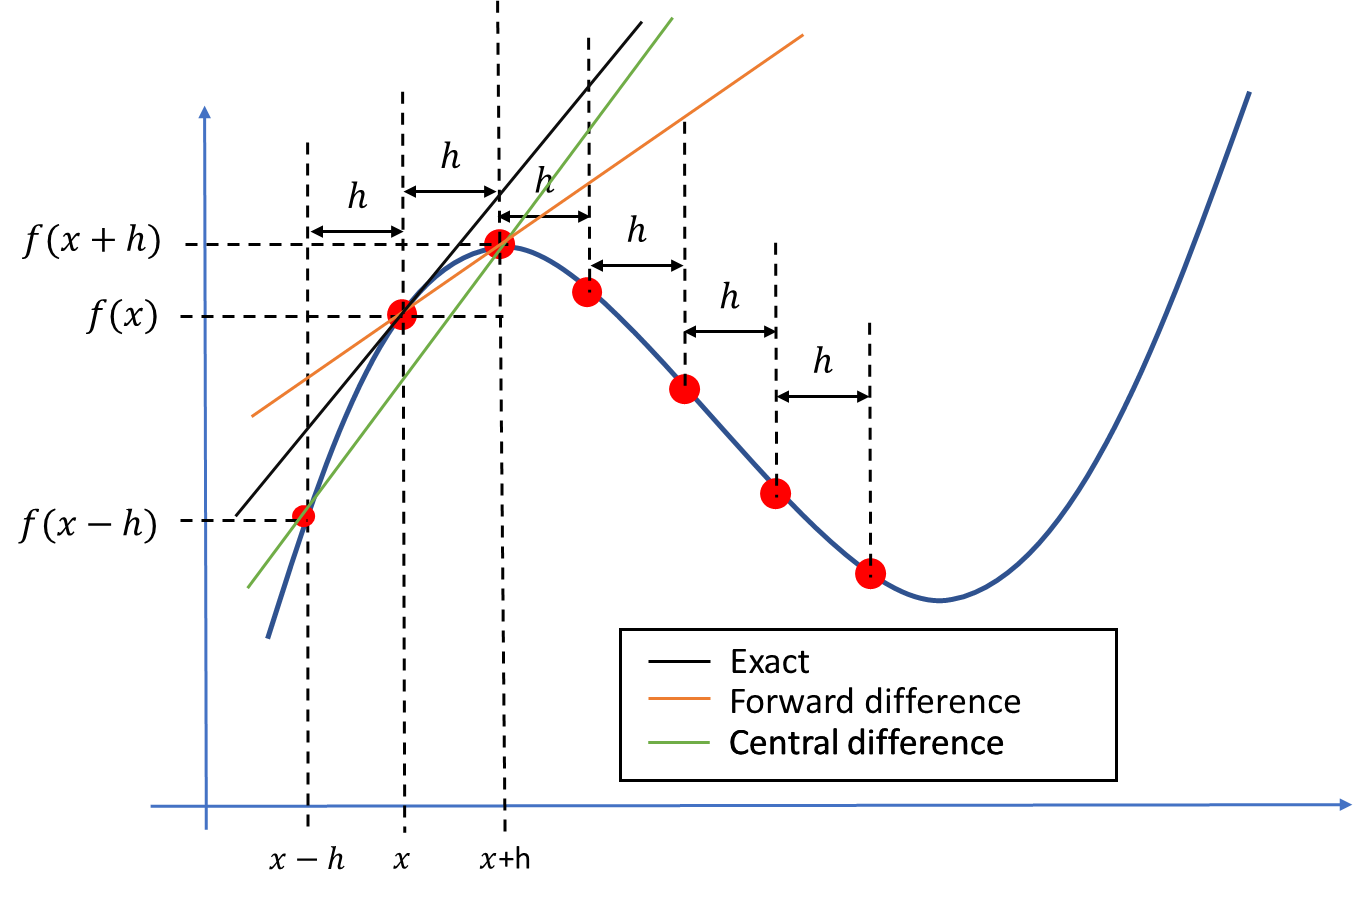 h
h
h
f(x + h)
h
h
f(x)
h
f(x − h)
Exact
Forward difference
Central difference
x − h
x
x+h